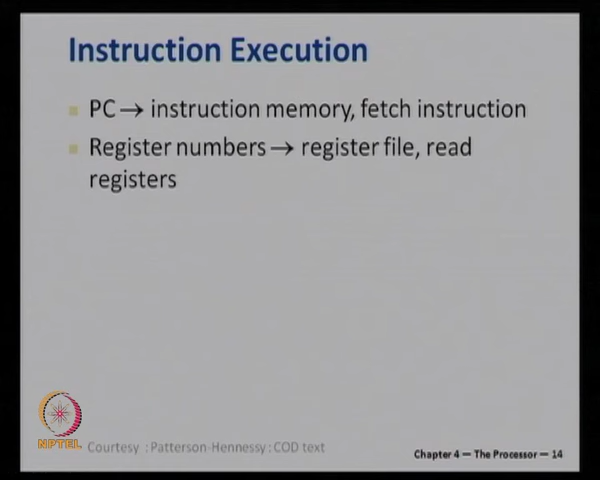 Instruction Execution
PC → instruction memory, fetch instruction
Register numbers → register file, read
registers
NPTEL
Courtesy : Patterson-Hennessy : COD text
Chapter 4 — The Processor — 14